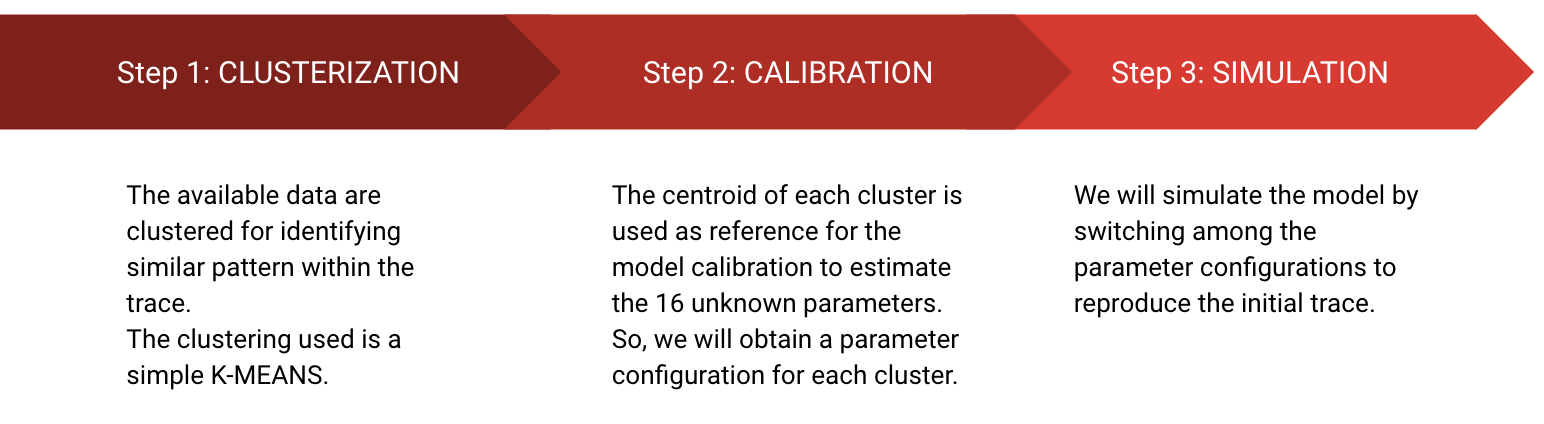 Step 1: CLUSTERIZATION
Step 2: CALIBRATION
Step 3: SIMULATION
The available data are
clustered for identifying
similar pattern within the
trace.
The clustering used is a
simple K-MEANS.
The centroid of each cluster is
used as reference for the
model calibration to estimate
the 16 unknown parameters.
So, we will obtain a parameter
configuration for each cluster.
We will simulate the model by
switching among the
parameter configurations to
reproduce the initial trace.